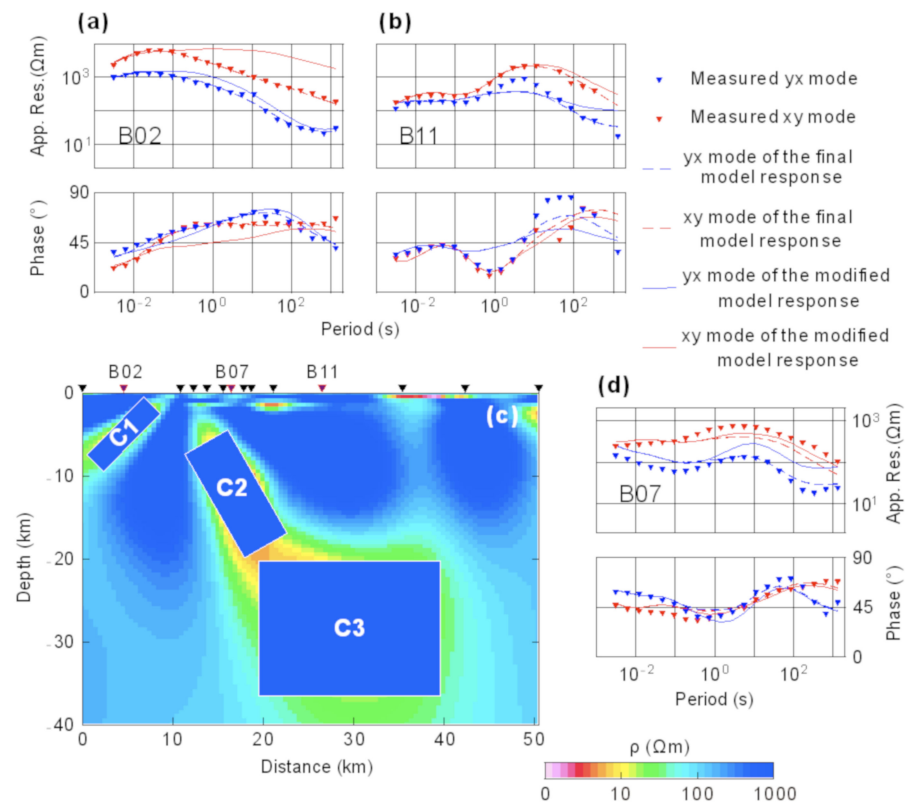 (a)
(b)
App. Res.(Ωm)
10³
10¹
B02
B11
Phase (°)
90
45
0
10⁻²
10⁰
10²
10⁻²
10⁰
10²
Period (s)
Measured yx mode
Measured xy mode
yx mode of the final
model response
xy mode of the final
model response
yx mode of the modified
model response
xy mode of the modified
model response
B02
B07
B11
(c)
C1
C2
C3
0
-10
-20
-30
-40
Depth (km)
0
10
20
30
40
50
Distance (km)
(d)
10³
10¹
App. Res.(Ωm)
B07
90
45
0
Phase (°)
10⁻²
10⁰
10²
Period (s)
ρ (Ωm)
0
10
100
1000